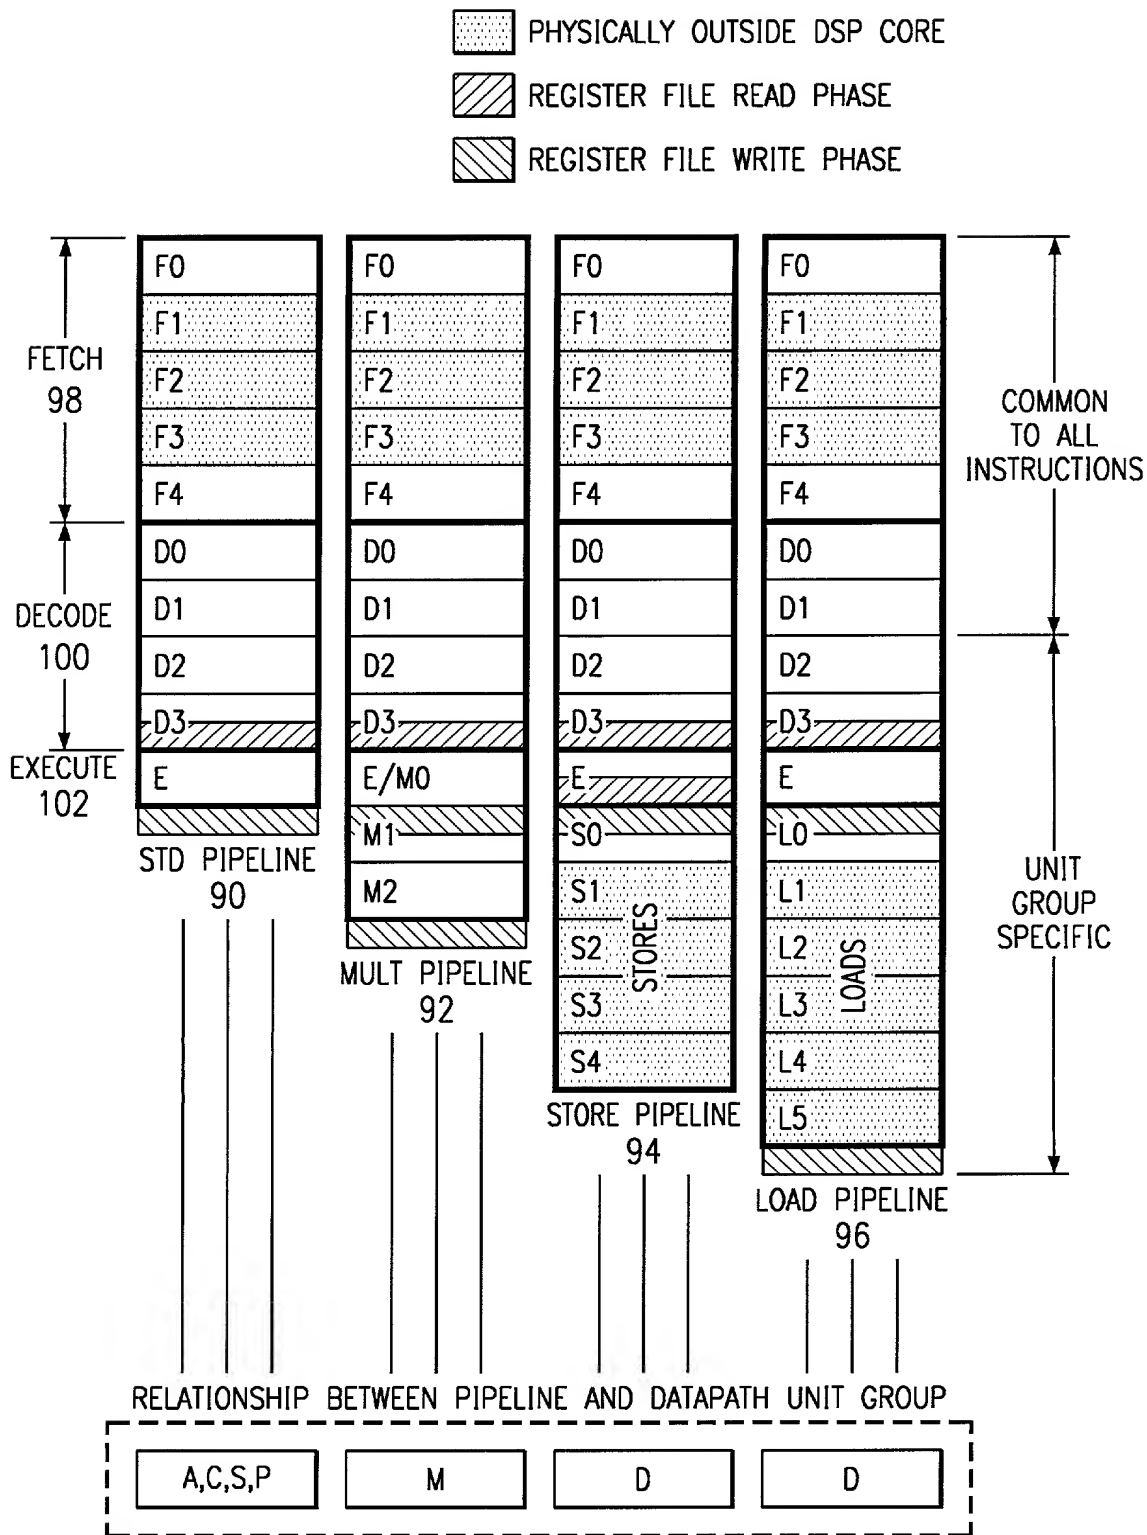 PHYSICALLY OUTSIDE DSP CORE
REGISTER FILE READ PHASE
REGISTER FILE WRITE PHASE
FETCH
98
DECODE
100
EXECUTE
102
F0
F1
F2
F3
F4
D0
D1
D2
D3
E
STD PIPELINE
90
F0
F1
F2
F3
F4
D0
D1
D2
D3
E/M0
M1
M2
MULT PIPELINE
92
F0
F1
F2
F3
F4
D0
D1
D2
D3
E
S0
S1
S2
S3
S4
STORES
STORE PIPELINE
94
F0
F1
F2
F3
F4
D0
D1
D2
D3
E
L0
L1
L2
L3
L4
L5
LOADS
LOAD PIPELINE
96
COMMON
TO ALL
INSTRUCTIONS
UNIT
GROUP
SPECIFIC
RELATIONSHIP BETWEEN PIPELINE AND DATAPATH UNIT GROUP
A,C,S,P
M
D
D